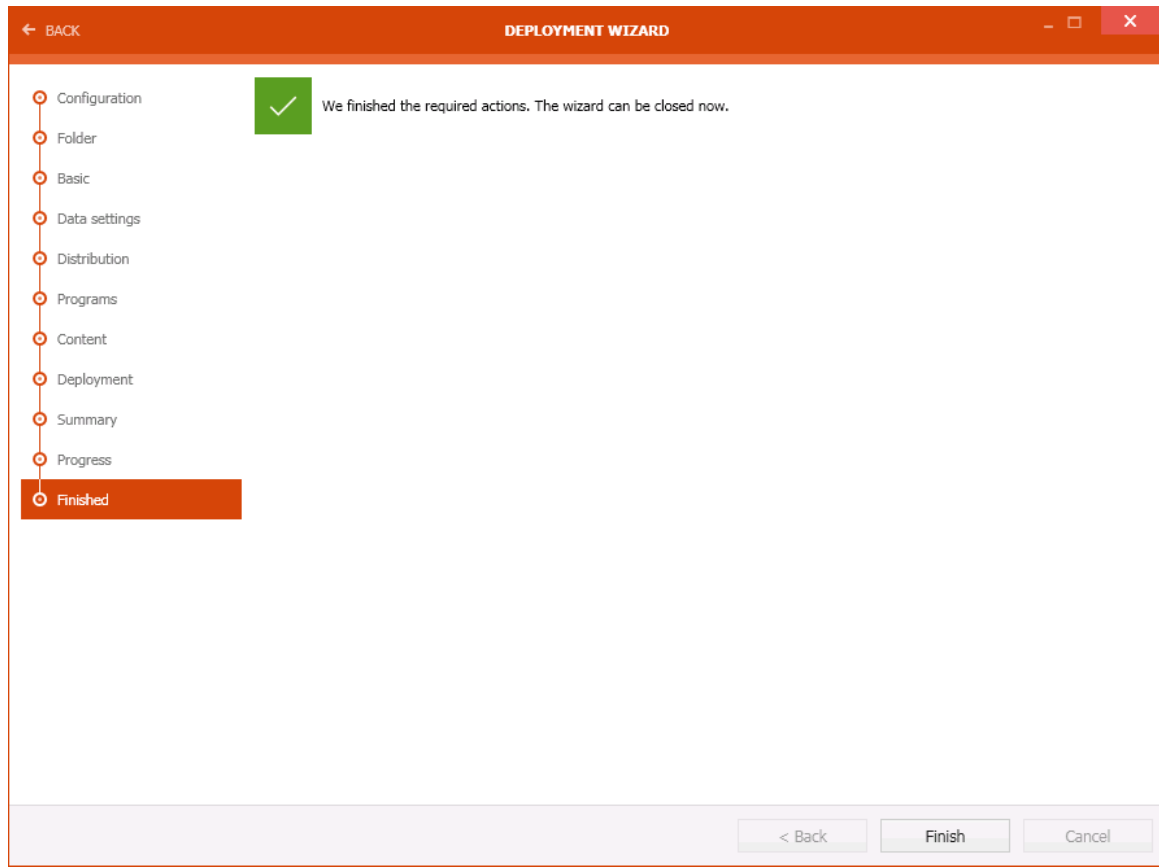 ← BACK
DEPLOYMENT WIZARD
Configuration
Folder
Basic
Data settings
Distribution
Programs
Content
Deployment
Summary
Progress
Finished
We finished the required actions. The wizard can be closed now.
< Back
Finish
Cancel